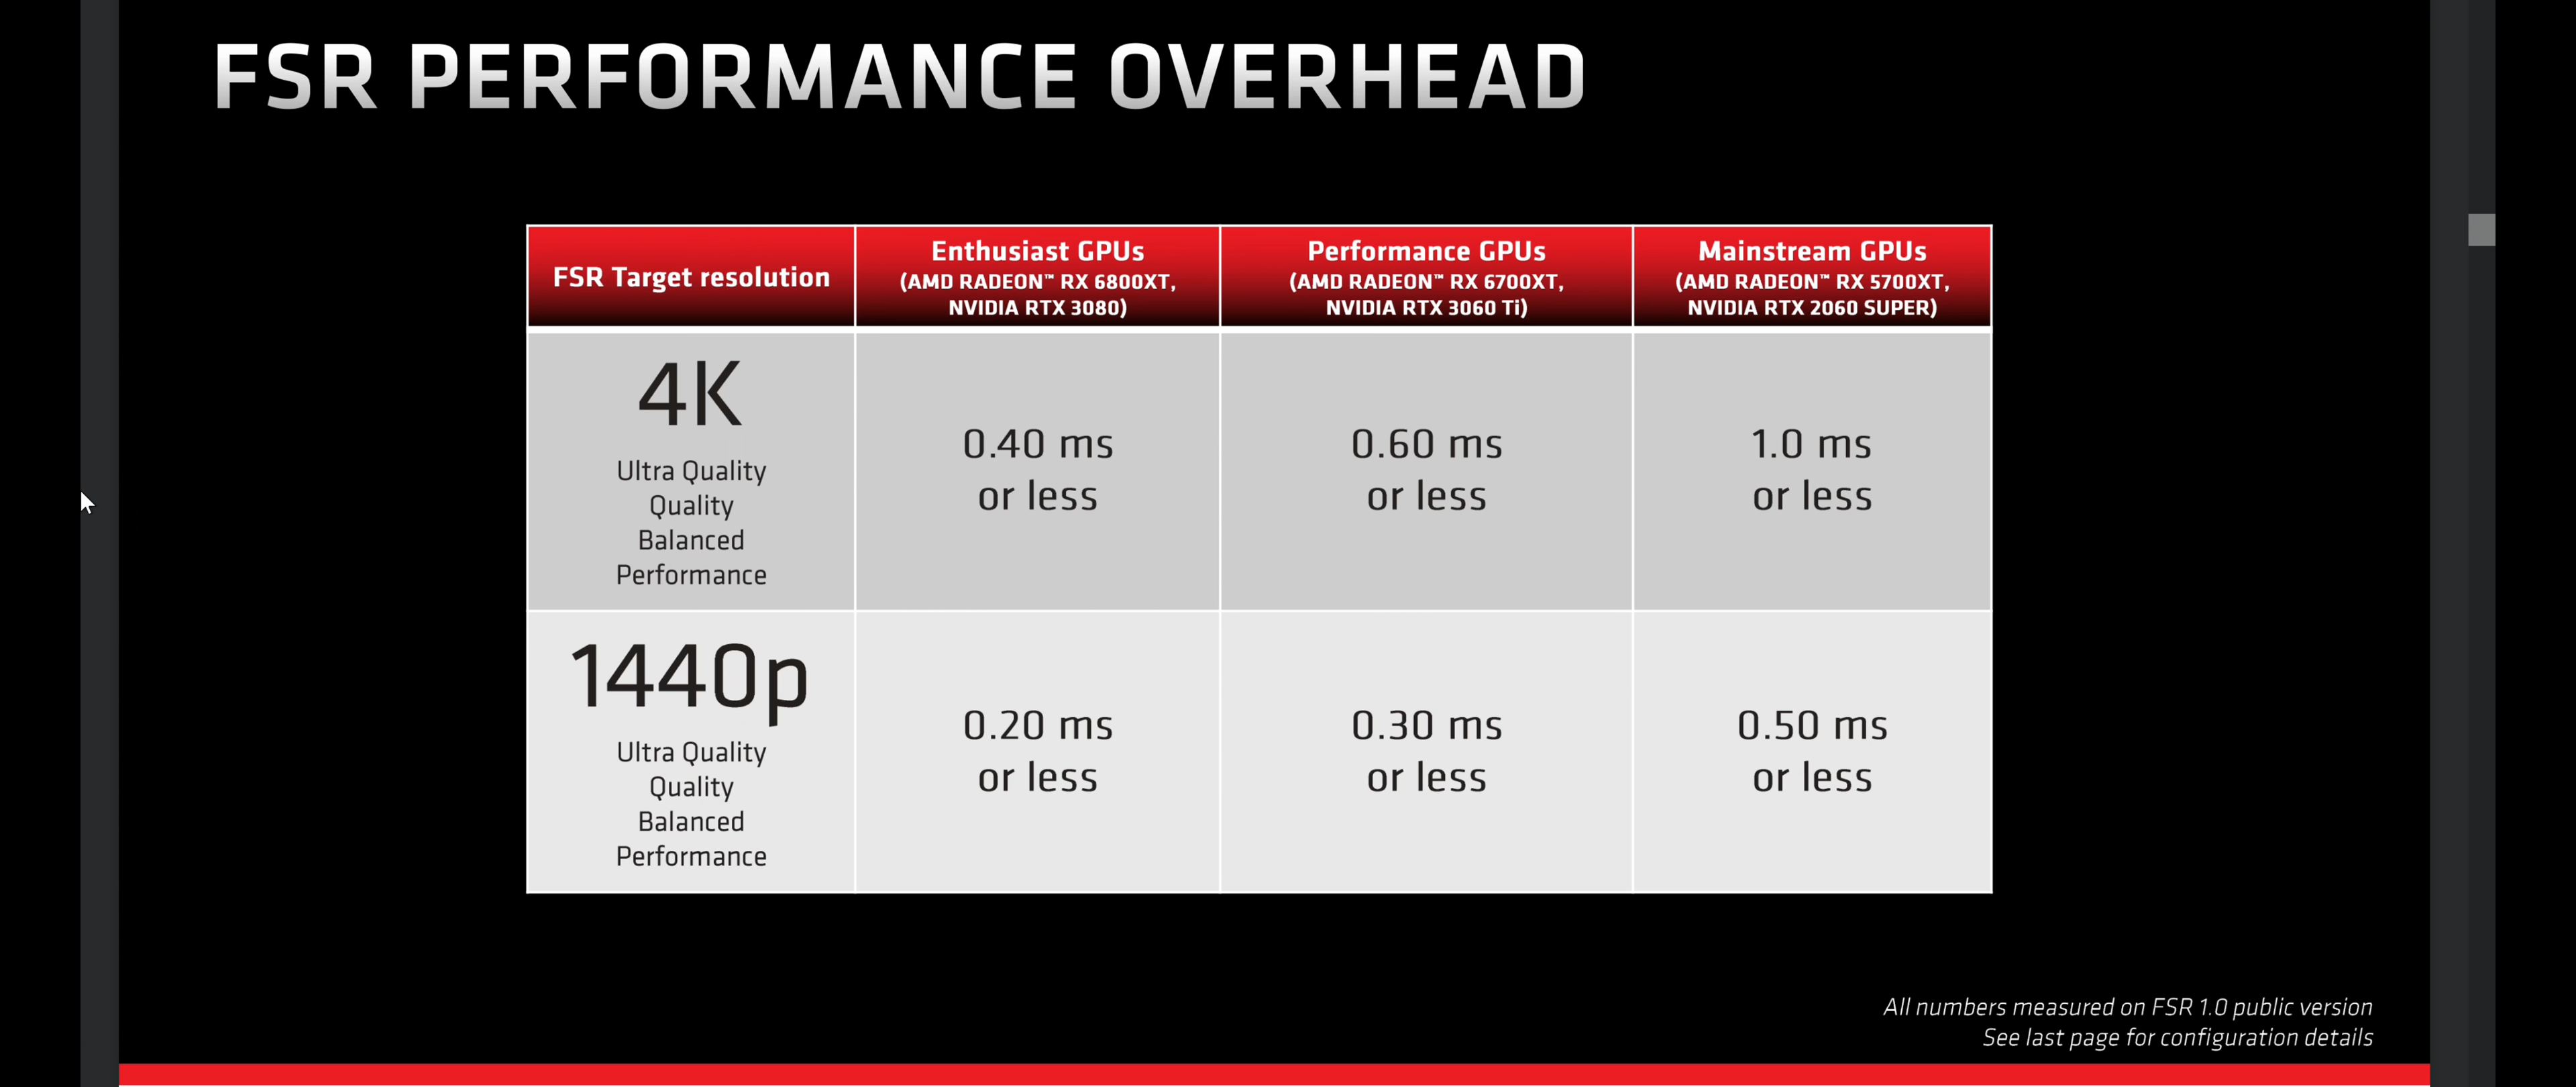 FSR PERFORMANCE OVERHEAD
FSR Target resolution
Enthusiast GPUs
(AMD RADEON™ RX 6800XT,
NVIDIA RTX 3080)
Performance GPUs
(AMD RADEON™ RX 6700XT,
NVIDIA RTX 3060 Ti)
Mainstream GPUs
(AMD RADEON™ RX 5700XT,
NVIDIA RTX 2060 SUPER)
4K
Ultra Quality
Quality
Balanced
Performance
0.40 ms
or less
0.60 ms
or less
1.0 ms
or less
1440p
Ultra Quality
Quality
Balanced
Performance
0.20 ms
or less
0.30 ms
or less
0.50 ms
or less
All numbers measured on FSR 1.0 public version
See last page for configuration details